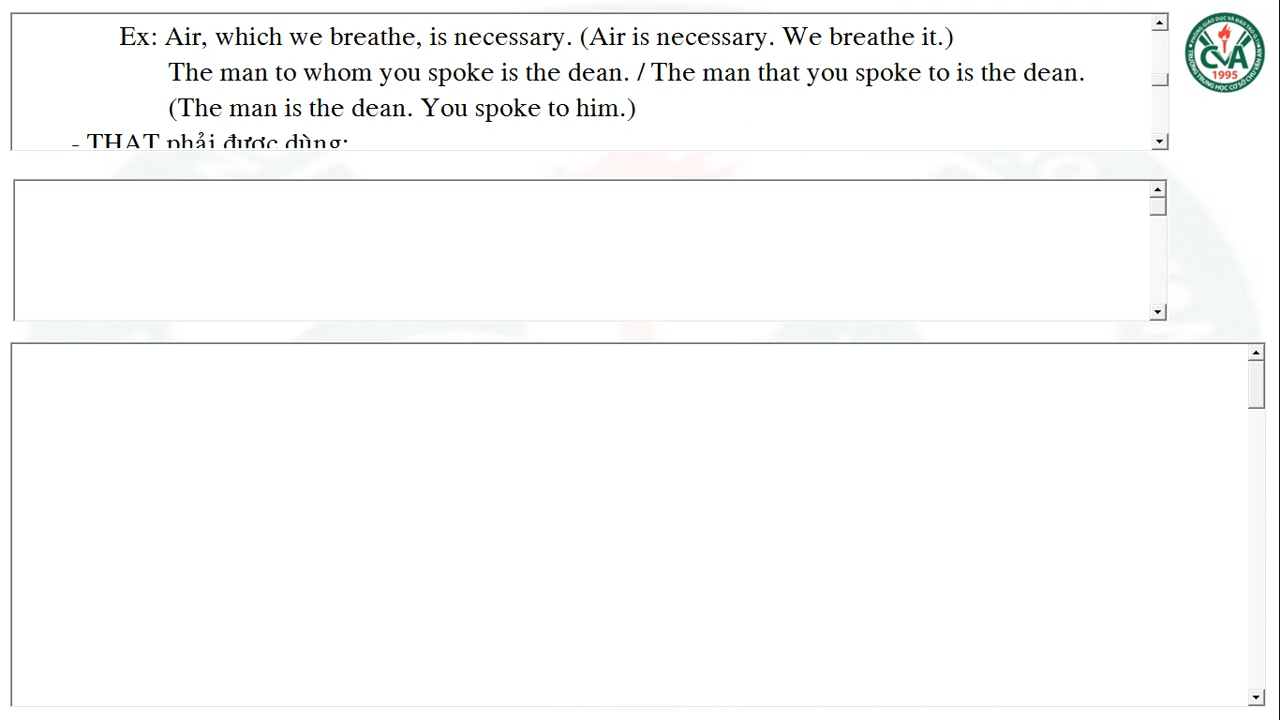 Ex: Air, which we breathe, is necessary. (Air is necessary. We breathe it.)
The man to whom you spoke is the dean. / The man that you spoke to is the dean.
(The man is the dean. You spoke to him.)
- THAT phải được dùng:
CVA
1995